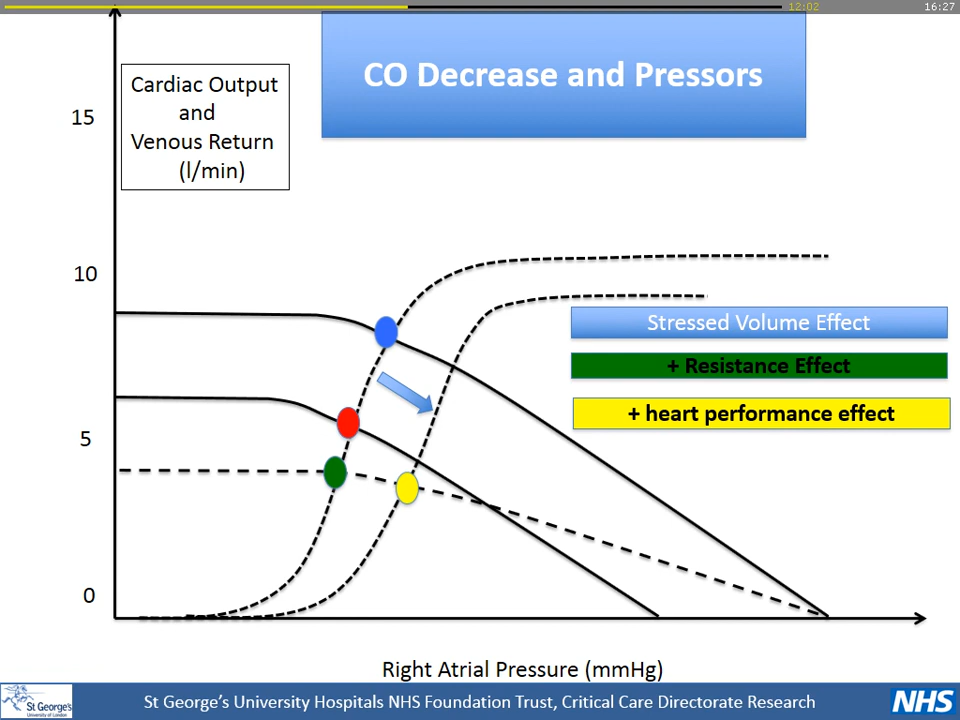 12:02
16:27
CO Decrease and Pressors
Cardiac Output
and
Venous Return
(l/min)
15
10
5
0
Stressed Volume Effect
+ Resistance Effect
+ heart performance effect
Right Atrial Pressure (mmHg)
St George's
University of London
St George's University Hospitals NHS Foundation Trust, Critical Care Directorate Research
NHS